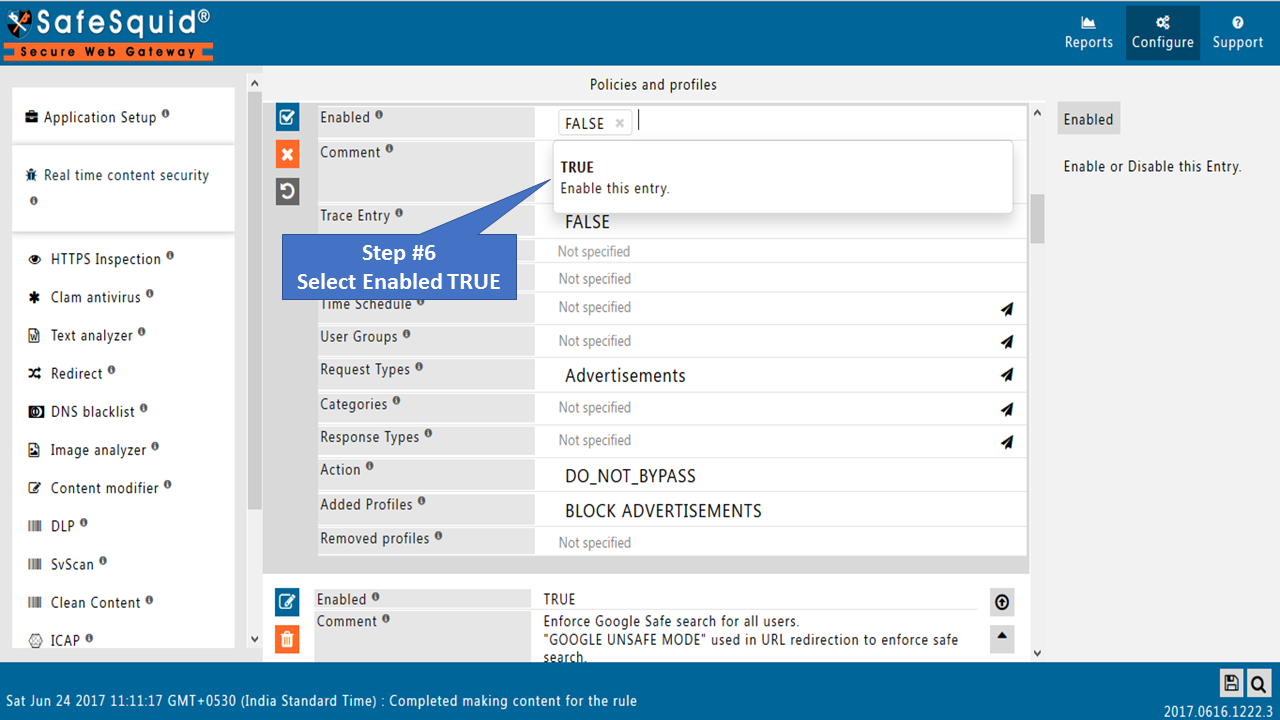 SafeSquid®
Secure Web Gateway
Reports
Configure
Support
Application Setup
Real time content security
HTTPS Inspection
Clam antivirus
Text analyzer
Redirect
DNS blacklist
Image analyzer
Content modifier
DLP
SvScan
Clean Content
ICAP
Policies and profiles
Enabled
FALSE ×
TRUE
Enable this entry.
Comment
Trace Entry
FALSE
Step #6
Select Enabled TRUE
Not specified
Not specified
Time Schedule
Not specified
User Groups
Not specified
Request Types
Advertisements
Categories
Not specified
Response Types
Not specified
Action
DO_NOT_BYPASS
Added Profiles
BLOCK ADVERTISEMENTS
Removed profiles
Not specified
Enabled
TRUE
Comment
Enforce Google Safe search for all users.
"GOOGLE UNSAFE MODE" used in URL redirection to enforce safe
search.
Enabled
Enable or Disable this Entry.
Sat Jun 24 2017 11:11:17 GMT+0530 (India Standard Time) : Completed making content for the rule
2017.0616.1222.3